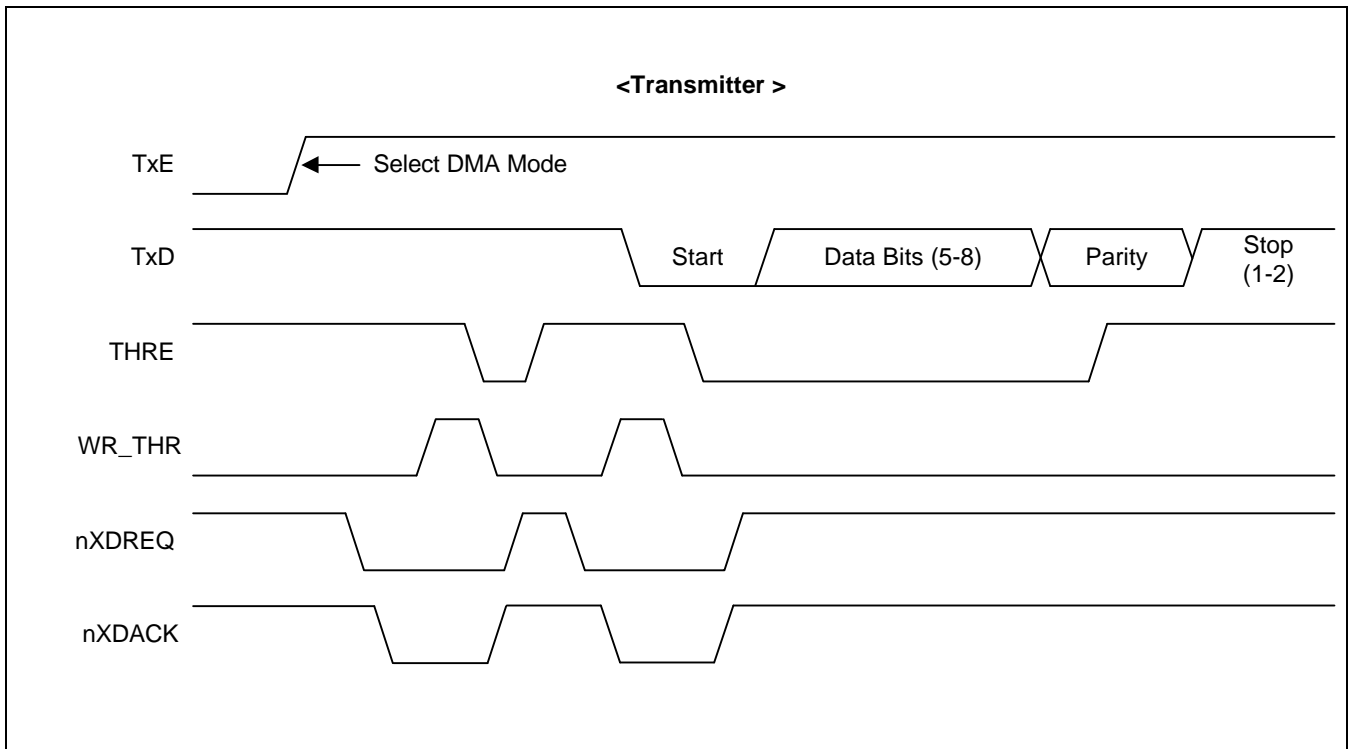 <Transmitter >
TxE
Select DMA Mode
TxD
Start
Data Bits (5-8)
Parity
Stop
(1-2)
THRE
WR_THR
nXDREQ
nXDACK